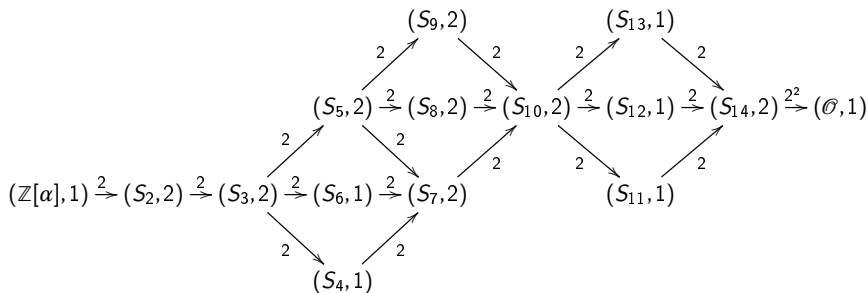 (S₉,2) (S₁₃,1)
2 2 2 2
(S₅,2) 2 (S₈,2) 2 (S₁₀,2) 2 (S₁₂,1) 2 (S₁₄,2) 2² (𝒪,1)
2 2 2 2 2
(ℤ[α],1) 2 (S₂,2) 2 (S₃,2) 2 (S₆,1) 2 (S₇,2) (S₁₁,1)
2 2
(S₄,1)